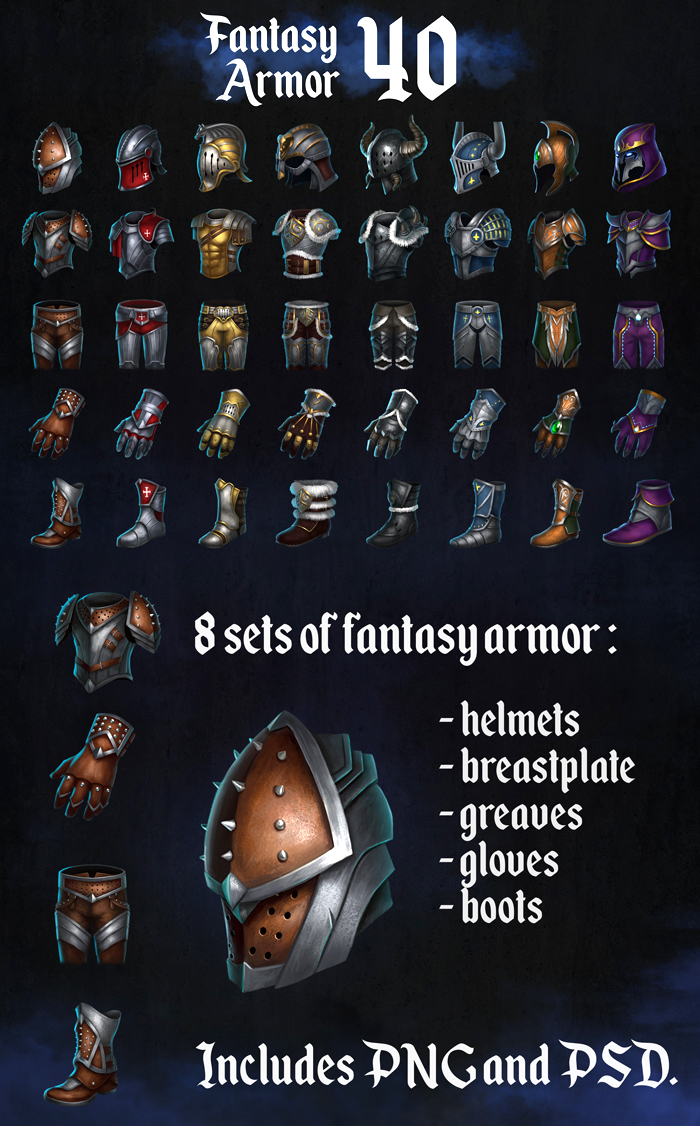 Fantasy
Armor 40
8 sets of fantasy armor :
- helmets
- breastplate
- greaves
- gloves
- boots
Includes PNG and PSD.